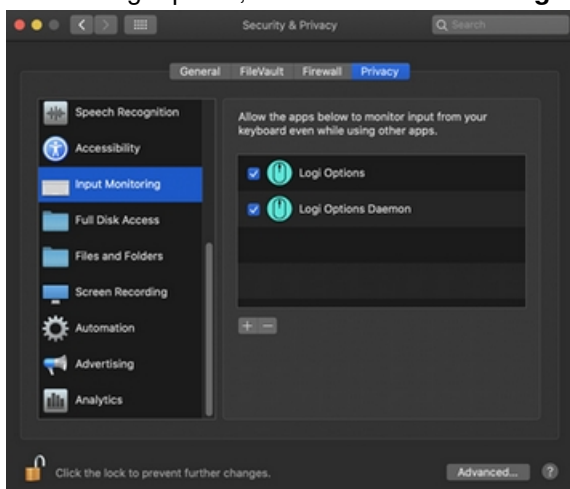 Security & Privacy
Search
General FileVault Firewall Privacy
Speech Recognition
Accessibility
Input Monitoring
Full Disk Access
Files and Folders
Screen Recording
Automation
Advertising
Analytics
Allow the apps below to monitor input from your
keyboard even while using other apps.
Logi Options
Logi Options Daemon
+ −
Click the lock to prevent further changes.
Advanced...
?